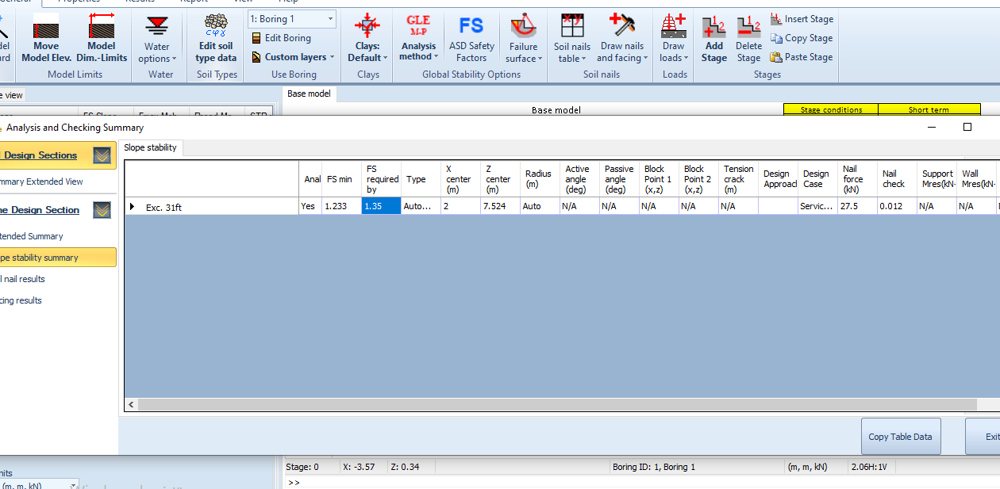 Properties Results Report View Help
Move
Model Elev.
Model
Dim.-Limits
Model Limits
Water
options
Water
Edit soil
type data
Soil Types
1: Boring 1
Edit Boring
Custom layers
Use Boring
Clays:
Default
Clays
GLE
M-P
Analysis
method
FS
ASD Safety
Factors
Failure
surface
Global Stability Options
Soil nails
table
Draw nails
and facing
Soil nails
Draw
loads
Loads
Add
Stage
Delete
Stage
Insert Stage
Copy Stage
Paste Stage
Stages
e view
Base model
Base model
Stage conditions Short term
Analysis and Checking Summary
Design Sections
mmary Extended View
ne Design Section
tended Summary
pe stability summary
l nail results
cing results
Slope stability
Anal
FS min
FS
required
by
Type
X
center
(m)
Z
center
(m)
Radius
(m)
Active
angle
(deg)
Passive
angle
(deg)
Block
Point 1
(x,z)
Block
Point 2
(x,z)
Tension
crack
(m)
Design
Approach
Design
Case
Nail
force
(kN)
Nail
check
Support
Mres(kN-
Wall
Mres(kN-
Exc. 31ft Yes 1.233 1.35 Auto... 2 7.524 Auto N/A N/A N/A N/A N/A Servic... 27.5 0.012 N/A N/A
Copy Table Data
Exit
nits
(m, m, kN)
Stage: 0 X: -3.57 Z: 0.34 Boring ID: 1, Boring 1 (m, m, kN) 2.06H:1V
>>